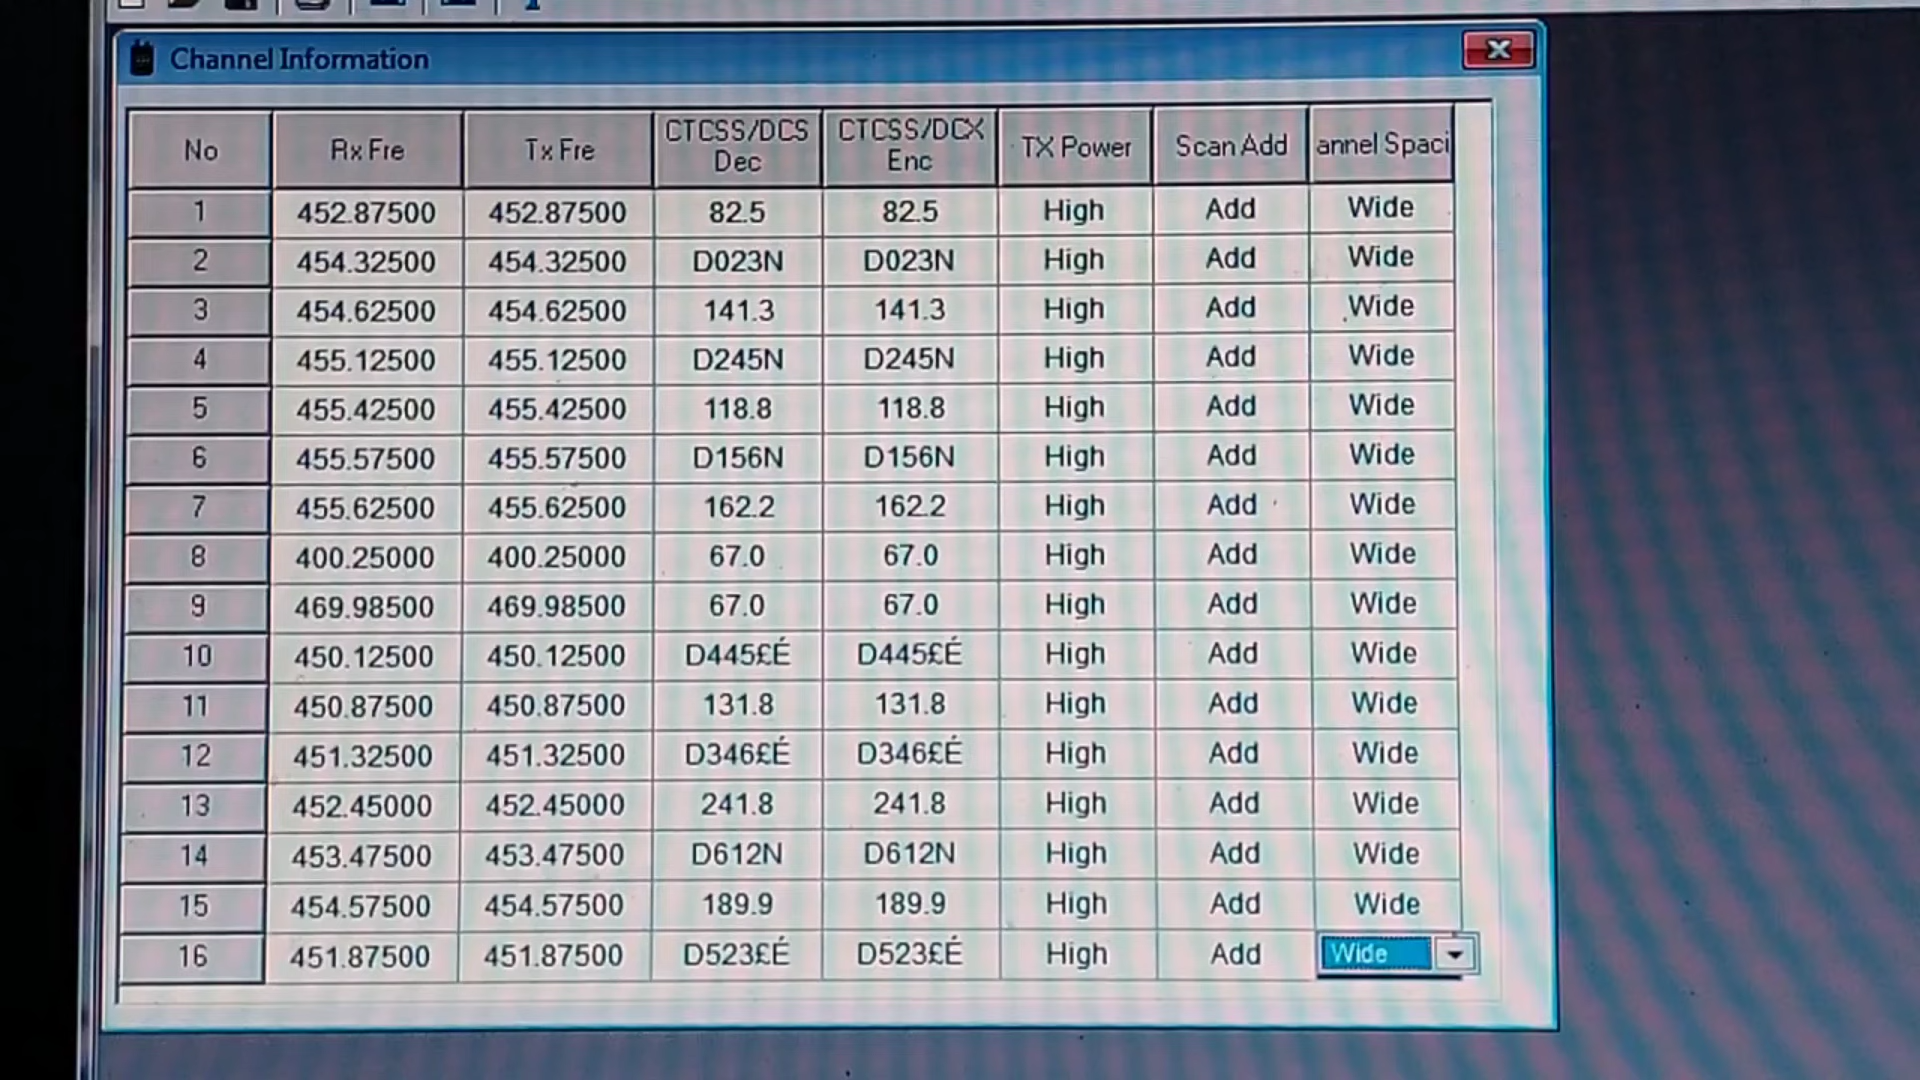 Channel Information
No Rx Fre Tx Fre CTCSS/DCS Dec CTCSS/DCX Enc TX Power Scan Add annel Spaci
1 452.87500 452.87500 82.5 82.5 High Add Wide
2 454.32500 454.32500 D023N D023N High Add Wide
3 454.62500 454.62500 141.3 141.3 High Add Wide
4 455.12500 455.12500 D245N D245N High Add Wide
5 455.42500 455.42500 118.8 118.8 High Add Wide
6 455.57500 455.57500 D156N D156N High Add Wide
7 455.62500 455.62500 162.2 162.2 High Add Wide
8 400.25000 400.25000 67.0 67.0 High Add Wide
9 469.98500 469.98500 67.0 67.0 High Add Wide
10 450.12500 450.12500 D445£É D445£É High Add Wide
11 450.87500 450.87500 131.8 131.8 High Add Wide
12 451.32500 451.32500 D346£É D346£É High Add Wide
13 452.45000 452.45000 241.8 241.8 High Add Wide
14 453.47500 453.47500 D612N D612N High Add Wide
15 454.57500 454.57500 189.9 189.9 High Add Wide
16 451.87500 451.87500 D523£É D523£É High Add Wide